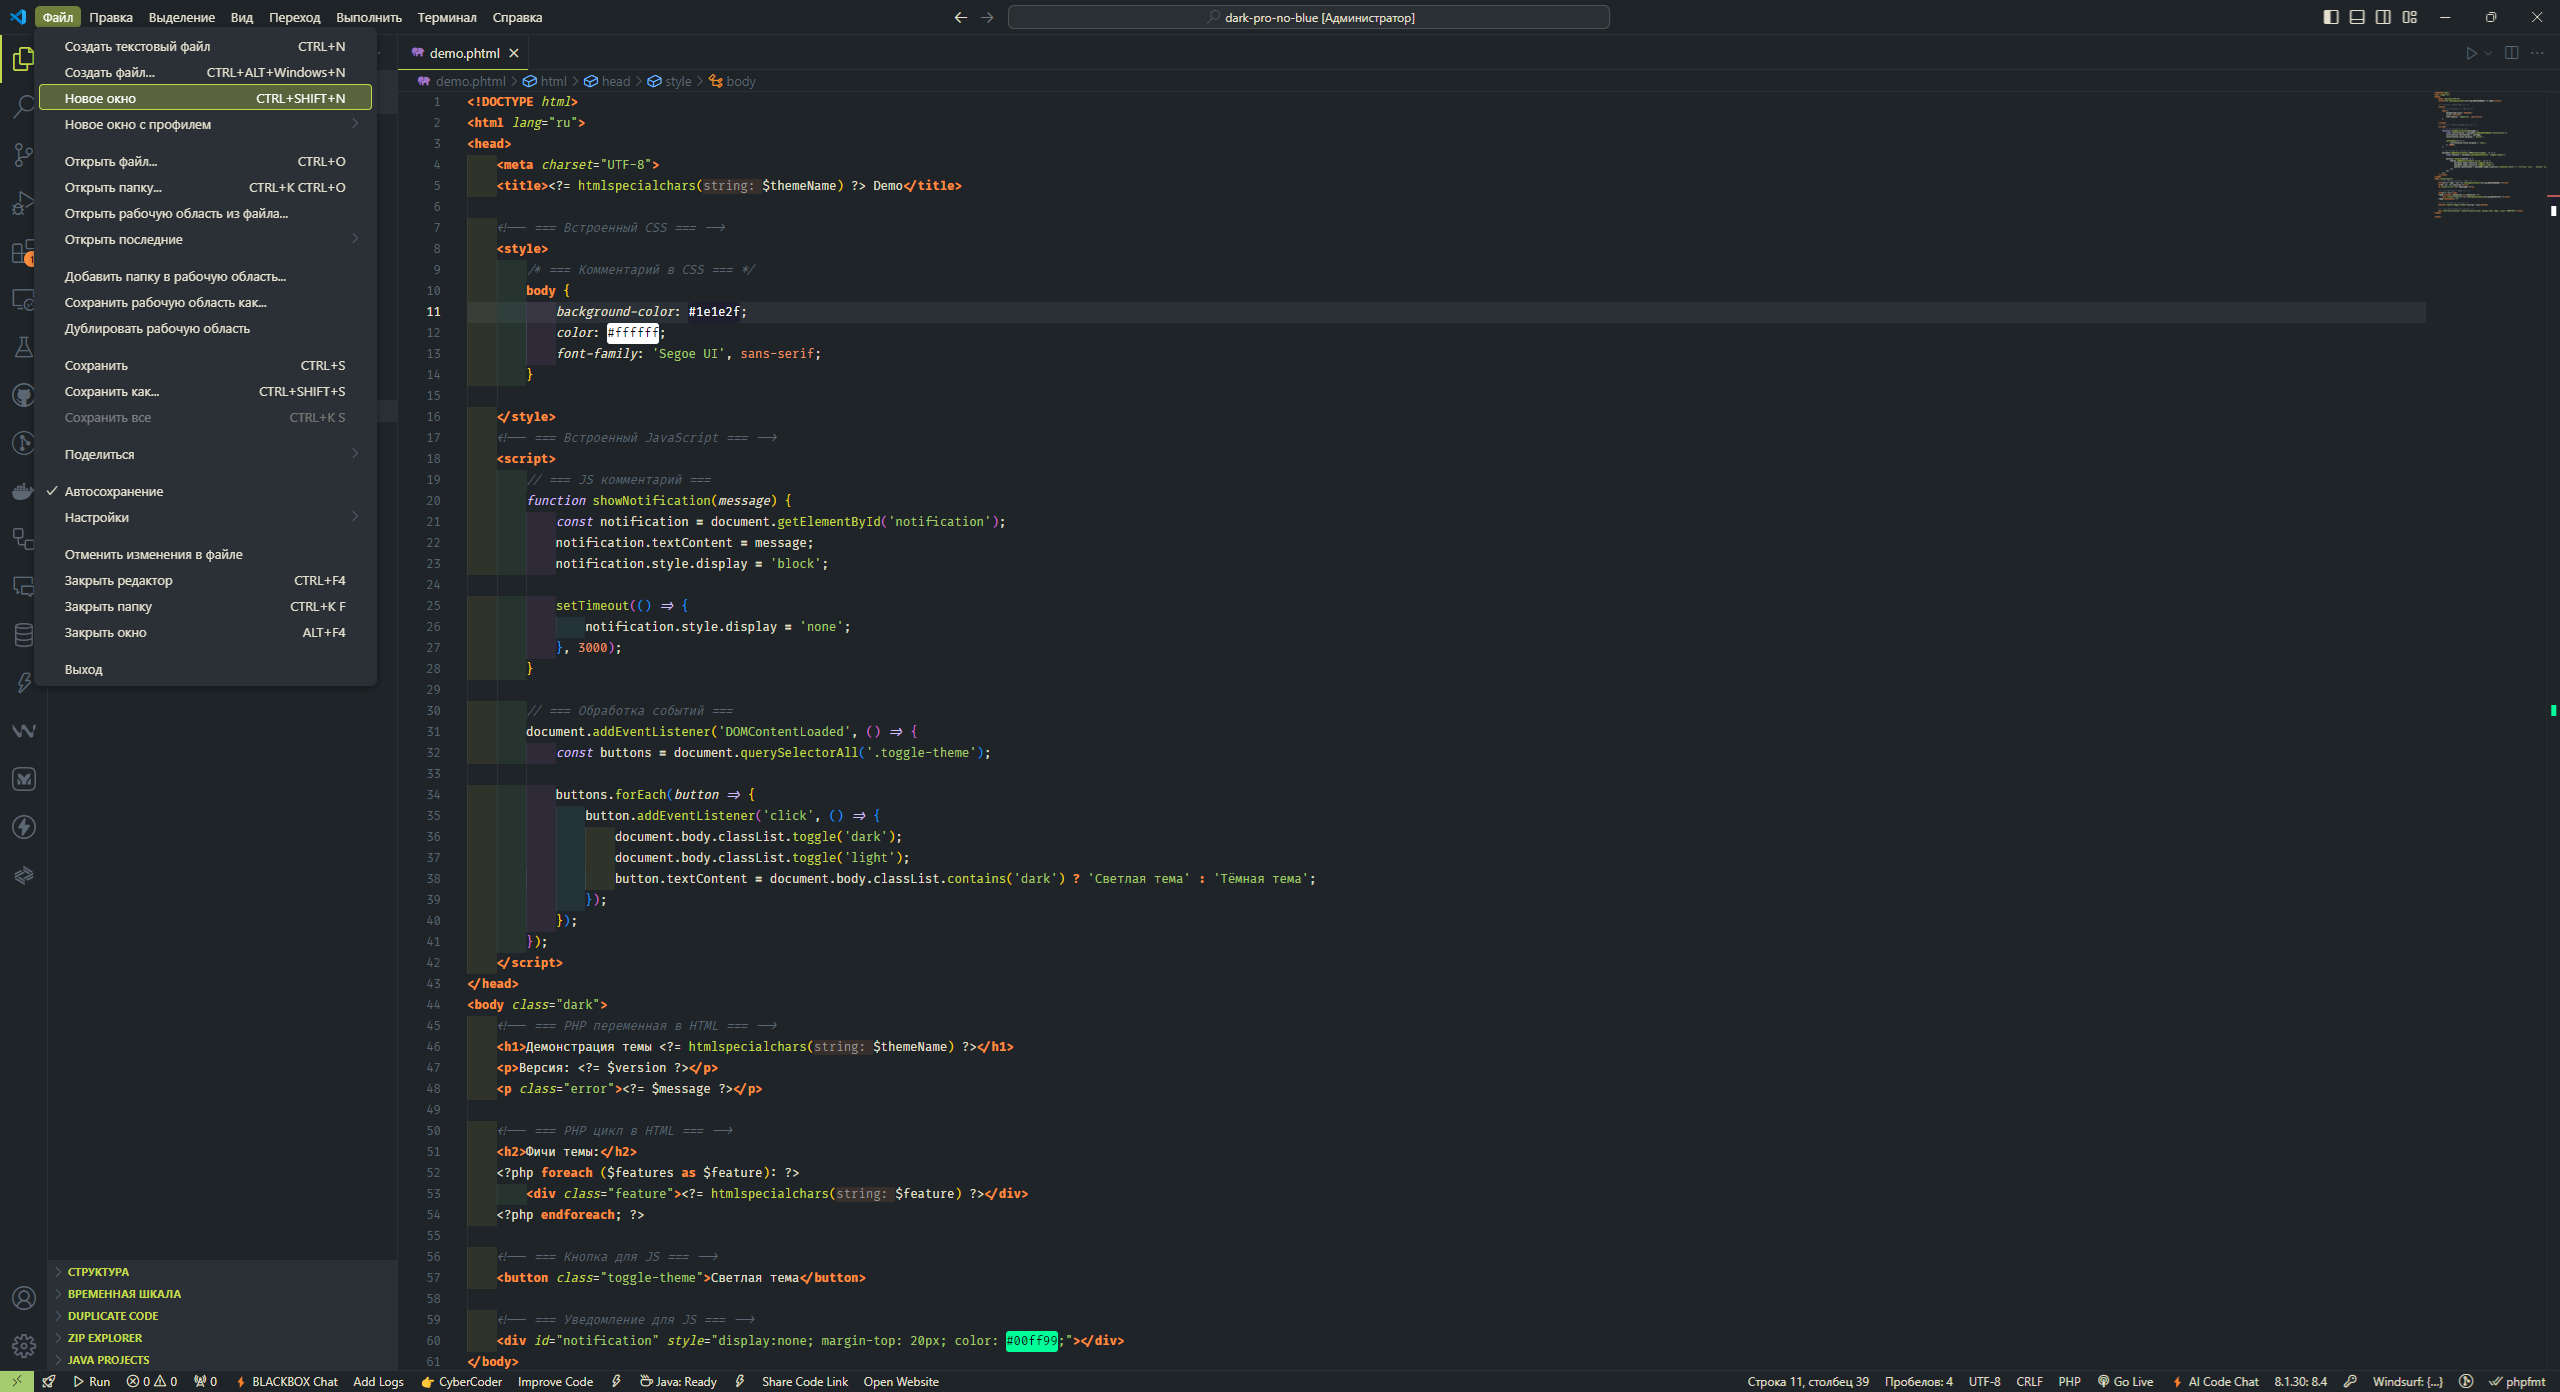 Файл Правка Выделение Вид Переход Выполнить Терминал Справка
dark-pro-no-blue [Администратор]
Создать текстовый файл CTRL+N
Создать файл... CTRL+ALT+Windows+N
Новое окно CTRL+SHIFT+N
Новое окно с профилем
Открыть файл... CTRL+O
Открыть папку... CTRL+K CTRL+O
Открыть рабочую область из файла...
Открыть последние
Добавить папку в рабочую область...
Сохранить рабочую область как...
Дублировать рабочую область
Сохранить CTRL+S
Сохранить как... CTRL+SHIFT+S
Сохранить все CTRL+K S
Поделиться
Автосохранение
Настройки
Отменить изменения в файле
Закрыть редактор CTRL+F4
Закрыть папку CTRL+K F
Закрыть окно ALT+F4
Выход
СТРУКТУРА
ВРЕМЕННАЯ ШКАЛА
DUPLICATE CODE
ZIP EXPLORER
JAVA PROJECTS
demo.phtml
demo.phtml > html > head > style > body
1 <!DOCTYPE html>
2 <html lang="ru">
3 <head>
4 <meta charset="UTF-8">
5 <title><?= htmlspecialchars(string: $themeName) ?> Demo</title>
6
7 <!-- === Встроенный CSS === -->
8 <style>
9 /* === Комментарий в CSS === */
10 body {
11 background-color: #1e1e2f;
12 color: #ffffff;
13 font-family: 'Segoe UI', sans-serif;
14 }
15
16 </style>
17 <!-- === Встроенный JavaScript === -->
18 <script>
19 // === JS комментарий ===
20 function showNotification(message) {
21 const notification = document.getElementById('notification');
22 notification.textContent = message;
23 notification.style.display = 'block';
24
25 setTimeout(() => {
26 notification.style.display = 'none';
27 }, 3000);
28 }
29
30 // === Обработка событий ===
31 document.addEventListener('DOMContentLoaded', () => {
32 const buttons = document.querySelectorAll('.toggle-theme');
33
34 buttons.forEach(button => {
35 button.addEventListener('click', () => {
36 document.body.classList.toggle('dark');
37 document.body.classList.toggle('light');
38 button.textContent = document.body.classList.contains('dark') ? 'Светлая тема' : 'Тёмная тема';
39 });
40 });
41 });
42 </script>
43 </head>
44 <body class="dark">
45 <!-- === PHP переменная в HTML === -->
46 <h1>Демонстрация темы <?= htmlspecialchars(string: $themeName) ?></h1>
47 <p>Версия: <?= $version ?></p>
48 <p class="error"><?= $message ?></p>
49
50 <!-- === PHP цикл в HTML === -->
51 <h2>Фичи темы:</h2>
52 <?php foreach ($features as $feature): ?>
53 <div class="feature"><?= htmlspecialchars(string: $feature) ?></div>
54 <?php endforeach; ?>
55
56 <!-- === Кнопка для JS === -->
57 <button class="toggle-theme">Светлая тема</button>
58
59 <!-- === Уведомление для JS === -->
60 <div id="notification" style="display:none; margin-top: 20px; color: #00ff99;"></div>
61 </body>
Run 0 0 0 BLACKBOX Chat Add Logs CyberCoder Improve Code Java: Ready Share Code Link Open Website Строка 11, столбец 39 Пробелов: 4 UTF-8 CRLF PHP Go Live AI Code Chat 8.1.30: 8.4 Windsurf: {...} phpfmt